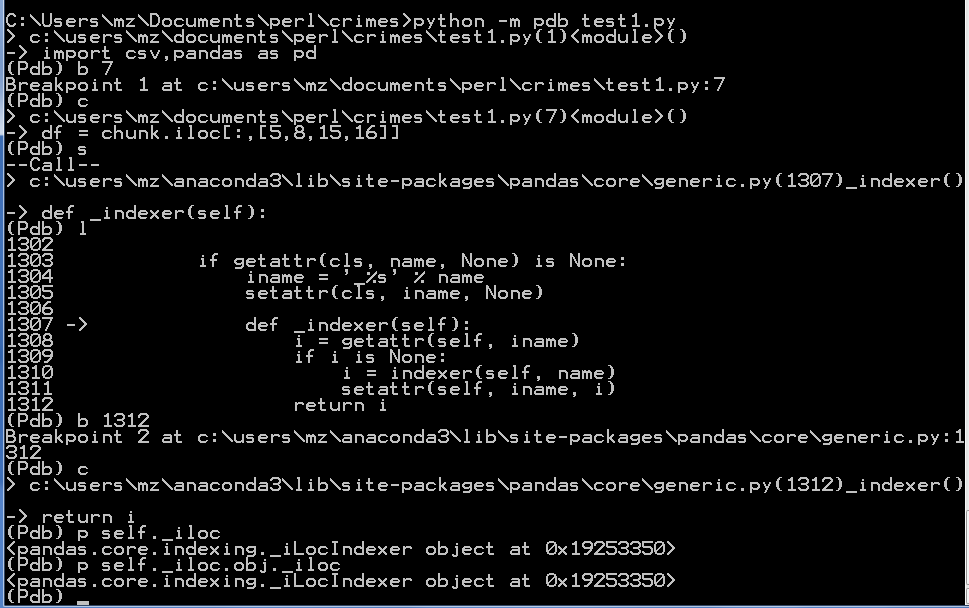 C:\Users\mz\Documents\perl\crimes>python -m pdb test1.py
> c:\users\mz\documents\perl\crimes\test1.py(1)<module>()
-> import csv,pandas as pd
(Pdb) b 7
Breakpoint 1 at c:\users\mz\documents\perl\crimes\test1.py:7
(Pdb) c
> c:\users\mz\documents\perl\crimes\test1.py(7)<module>()
-> df = chunk.iloc[:,[5,8,15,16]]
(Pdb) s
--Call--
> c:\users\mz\anaconda3\lib\site-packages\pandas\core\generic.py(1307)_indexer()
-> def _indexer(self):
(Pdb) l
1302
1303            if getattr(cls, name, None) is None:
1304                iname = '_%s' % name
1305                setattr(cls, iname, None)
1306
1307 ->             def _indexer(self):
1308                    i = getattr(self, iname)
1309                    if i is None:
1310                        i = indexer(self, name)
1311                        setattr(self, iname, i)
1312                    return i
(Pdb) b 1312
Breakpoint 2 at c:\users\mz\anaconda3\lib\site-packages\pandas\core\generic.py:1
312
(Pdb) c
> c:\users\mz\anaconda3\lib\site-packages\pandas\core\generic.py(1312)_indexer()
-> return i
(Pdb) p self._iloc
<pandas.core.indexing._iLocIndexer object at 0x19253350>
(Pdb) p self._iloc.obj._iloc
<pandas.core.indexing._iLocIndexer object at 0x19253350>
(Pdb) _